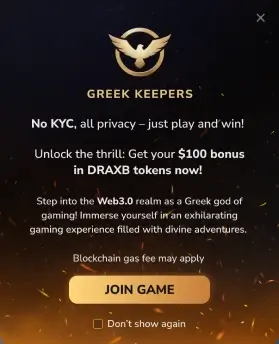 GREEK KEEPERS
No KYC, all privacy – just play and win!
Unlock the thrill: Get your $100 bonus
in DRAXB tokens now!
Step into the Web3.0 realm as a Greek god of
gaming! Immerse yourself in an exhilarating
gaming experience filled with divine adventures.
Blockchain gas fee may apply
JOIN GAME
Don't show again